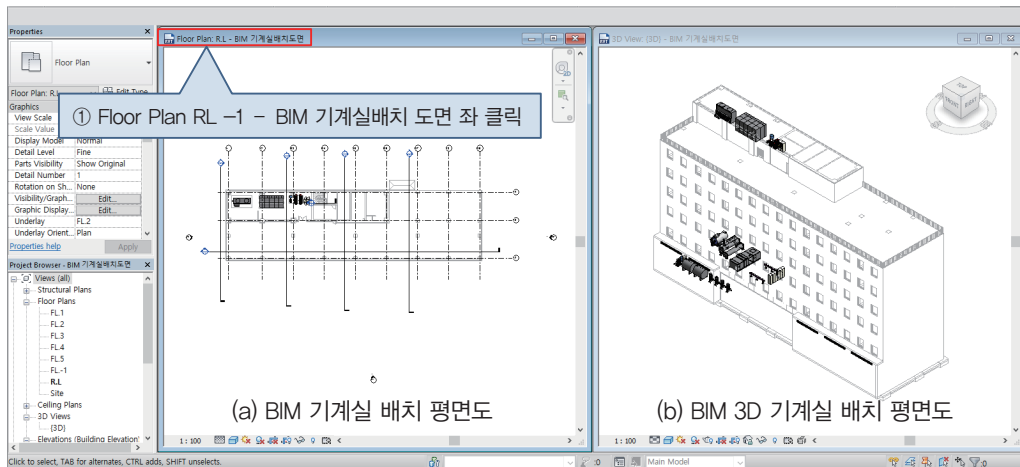 Properties
Floor Plan
Floor Plan: R.L
Edit Type
Graphics
View Scale
Scale Value
Display Model Normal
Detail Level Fine
Parts Visibility Show Original
Detail Number 1
Rotation on Sh... None
Visibility/Graph... Edit...
Graphic Display... Edit...
Underlay FL.2
Underlay Orient... Plan
Properties help
Apply
Project Browser - BIM 기계실배치도면
Views (all)
Structural Plans
Floor Plans
FL.1
FL.2
FL.3
FL.4
FL.5
FL.-1
R.L
Site
Ceiling Plans
3D Views
{3D}
Elevations (Building Elevation)
Floor Plan: R.L - BIM 기계실배치도면
① Floor Plan RL -1 - BIM 기계실배치 도면 좌 클릭
(a) BIM 기계실 배치 평면도
1 : 100
3D View: {3D} - BIM 기계실배치도면
TOP
FRONT
RIGHT
(b) BIM 3D 기계실 배치 평면도
1 : 100
Click to select, TAB for alternates, CTRL adds, SHIFT unselects.
:0
Main Model
:0